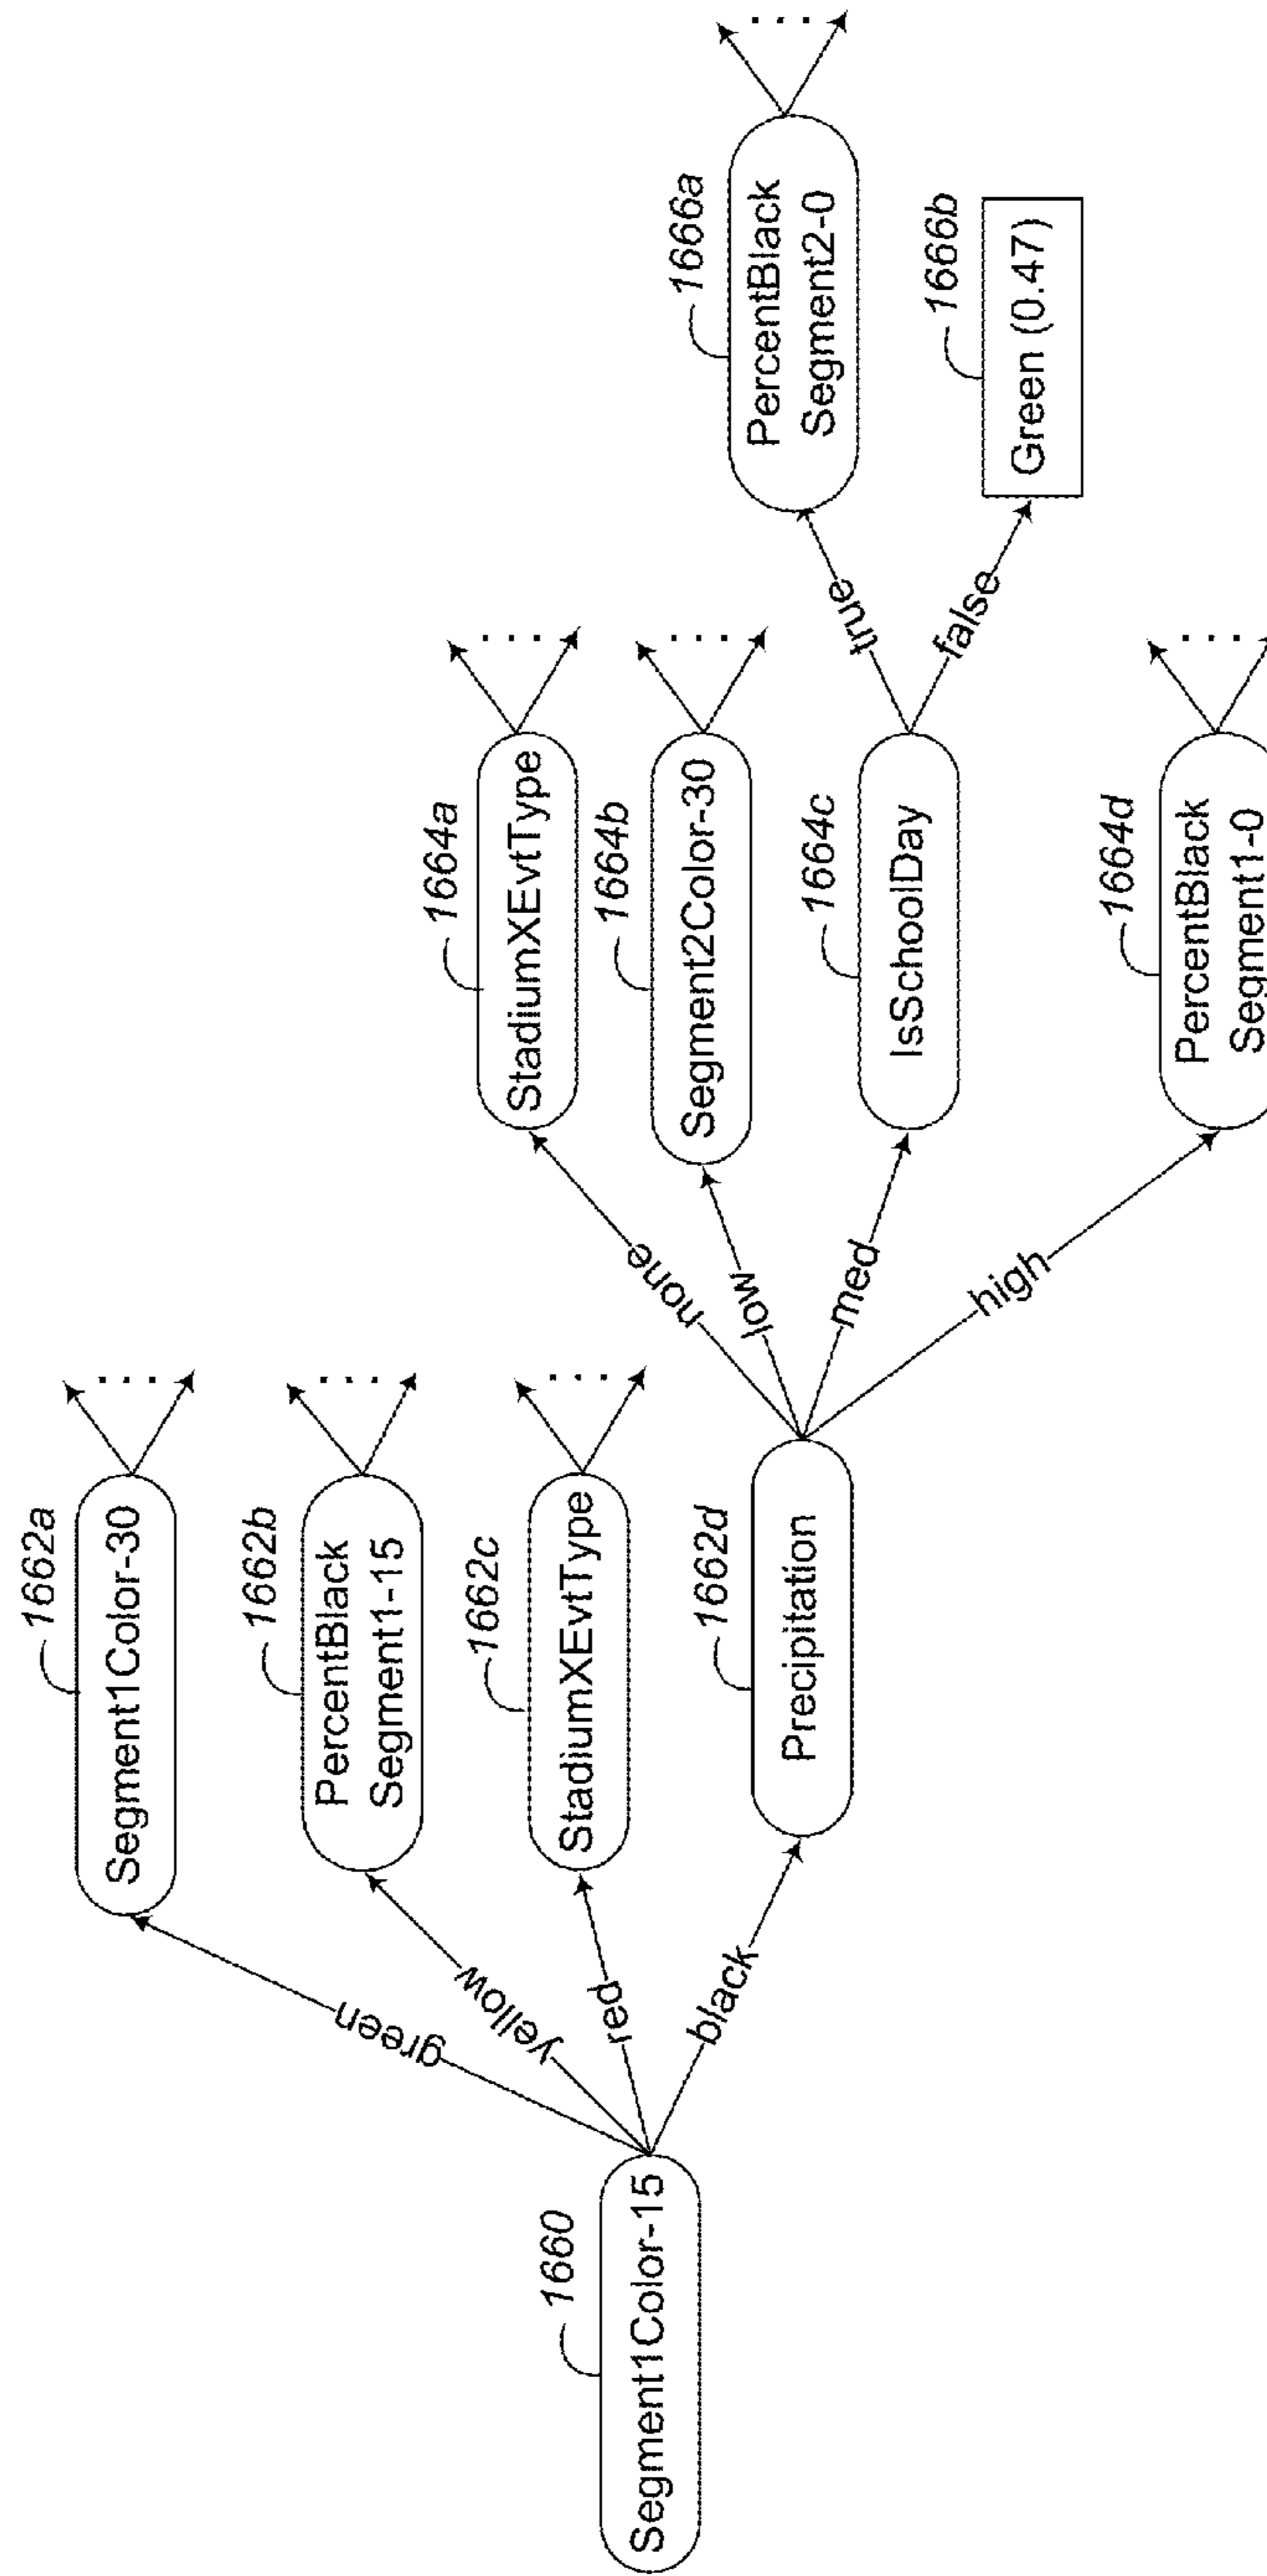 1660
Segment1Color-15
green
yellow
red
black
1662a
Segment1Color-30
1662b
PercentBlack
Segment1-15
1662c
StadiumXEvtType
1662d
Precipitation
none
low
med
high
1664a
StadiumXEvtType
1664b
Segment2Color-30
1664c
IsSchoolDay
1664d
PercentBlack
Segment1-0
true
false
1666a
PercentBlack
Segment2-0
1666b
Green (0.47)